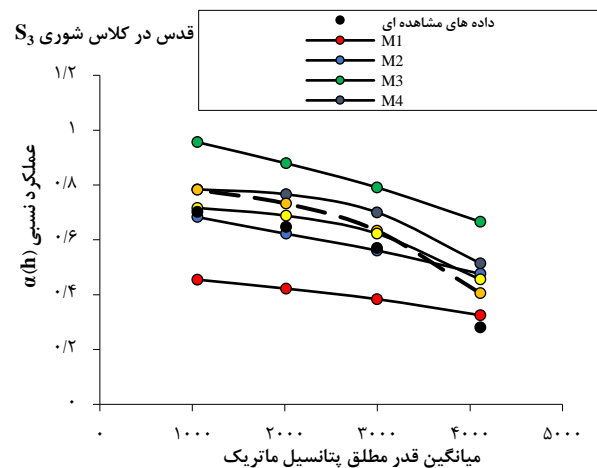 قدس در کلاس شوری S3
داده های مشاهده ای
M1
M2
M3
M4
عملکرد نسبی α(h)
۱/۲
۱
۰/۸
۰/۶
۰/۴
۰/۲
۰
۰ ۱۰۰۰ ۲۰۰۰ ۳۰۰۰ ۴۰۰۰ ۵۰۰۰
میانگین قدر مطلق پتانسیل ماتریک